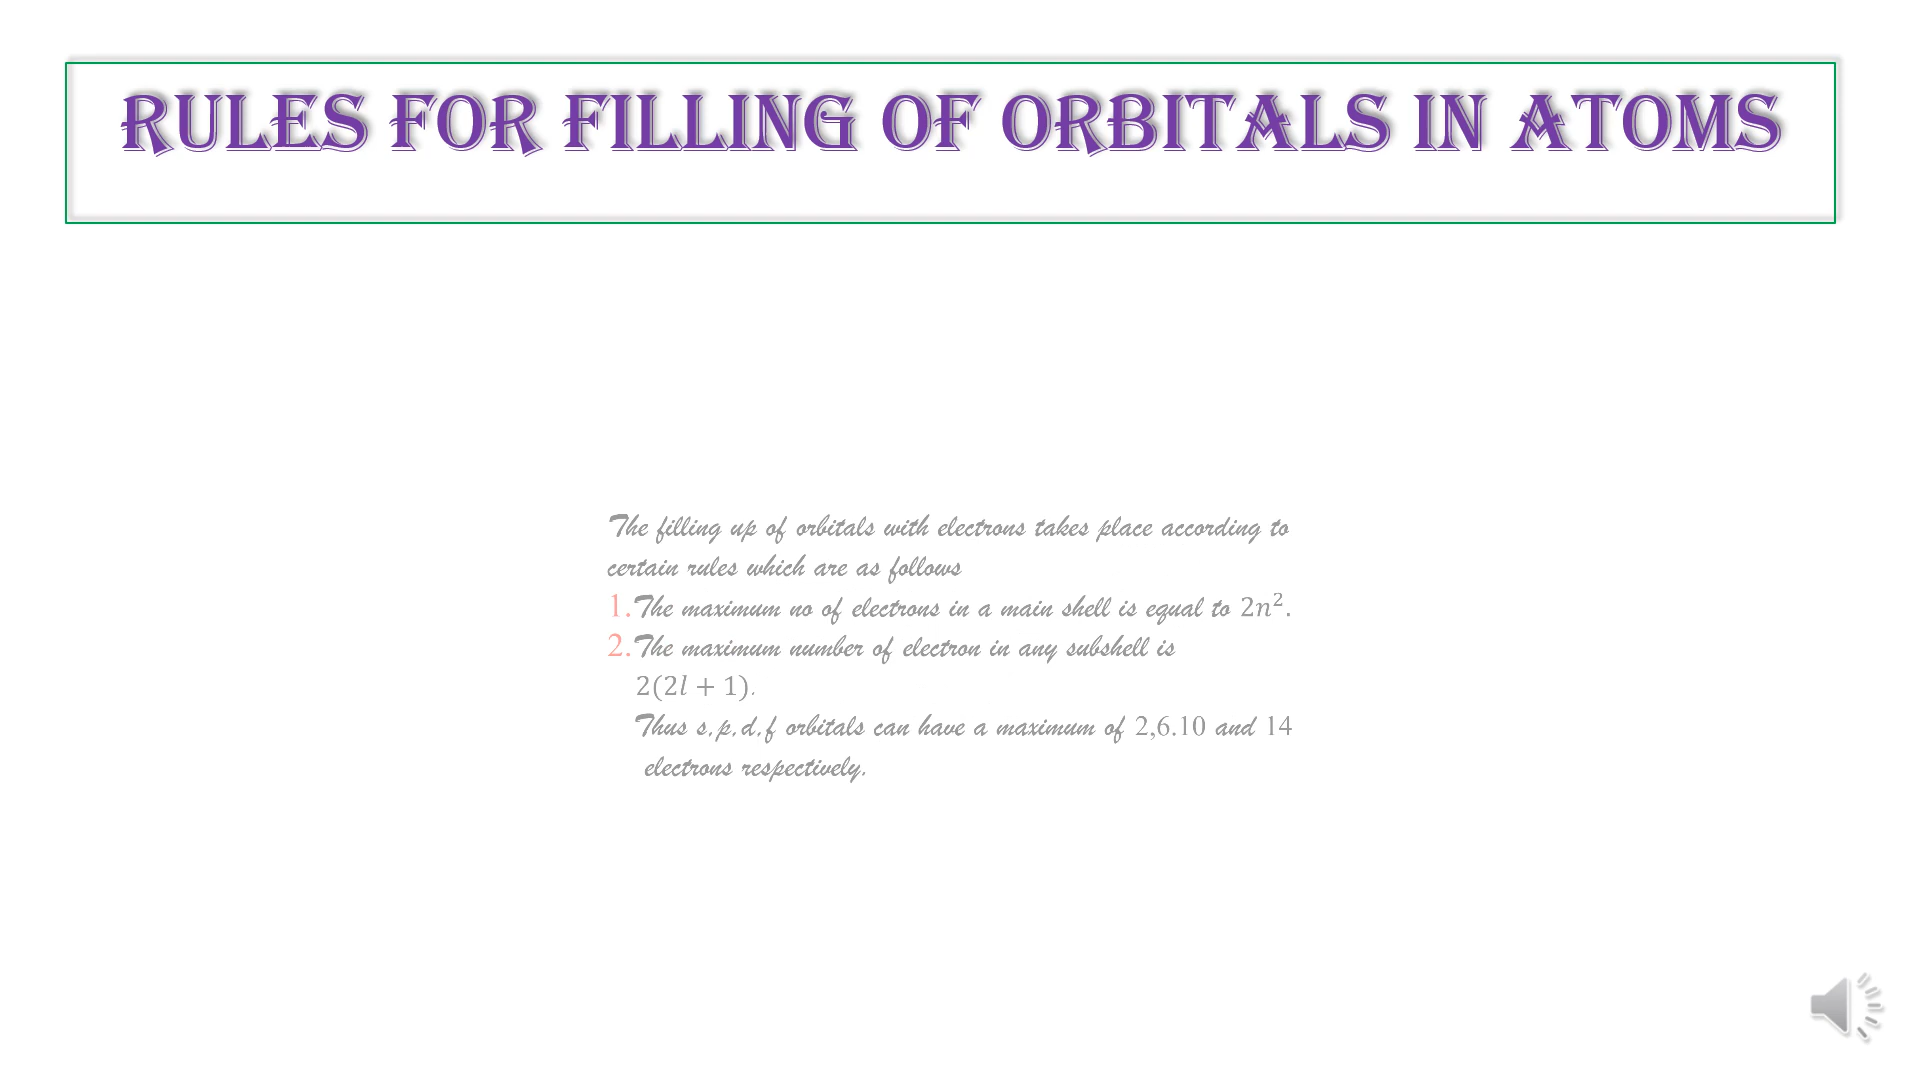 RULES FOR FILLING OF ORBITALS IN ATOMS
The filling up of orbitals with electrons takes place according to
certain rules which are as follows
1.The maximum no of electrons in a main shell is equal to 2n².
2.The maximum number of electron in any subshell is
2(2l + 1).
Thus s,p,d,f orbitals can have a maximum of 2,6.10 and 14
electrons respectively.